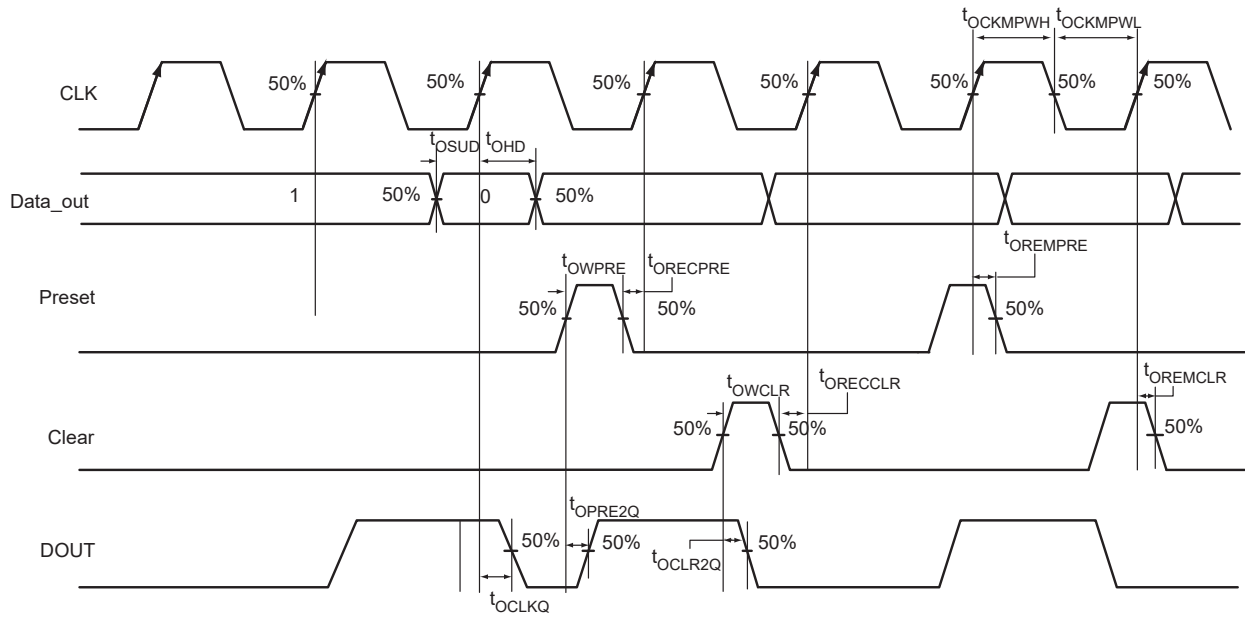 tOCKMPWH tOCKMPWL
CLK 50% 50% 50% 50% 50% 50% 50%
tOSUD tOHD
Data_out 1 50% 0 50%
tOREMPRE
tOWPRE tORECPRE
Preset 50% 50% 50%
tOWCLR tORECCLR tOREMCLR
Clear 50% 50% 50%
tOPRE2Q
DOUT 50% 50% 50%
tOCLR2Q
tOCLKQ